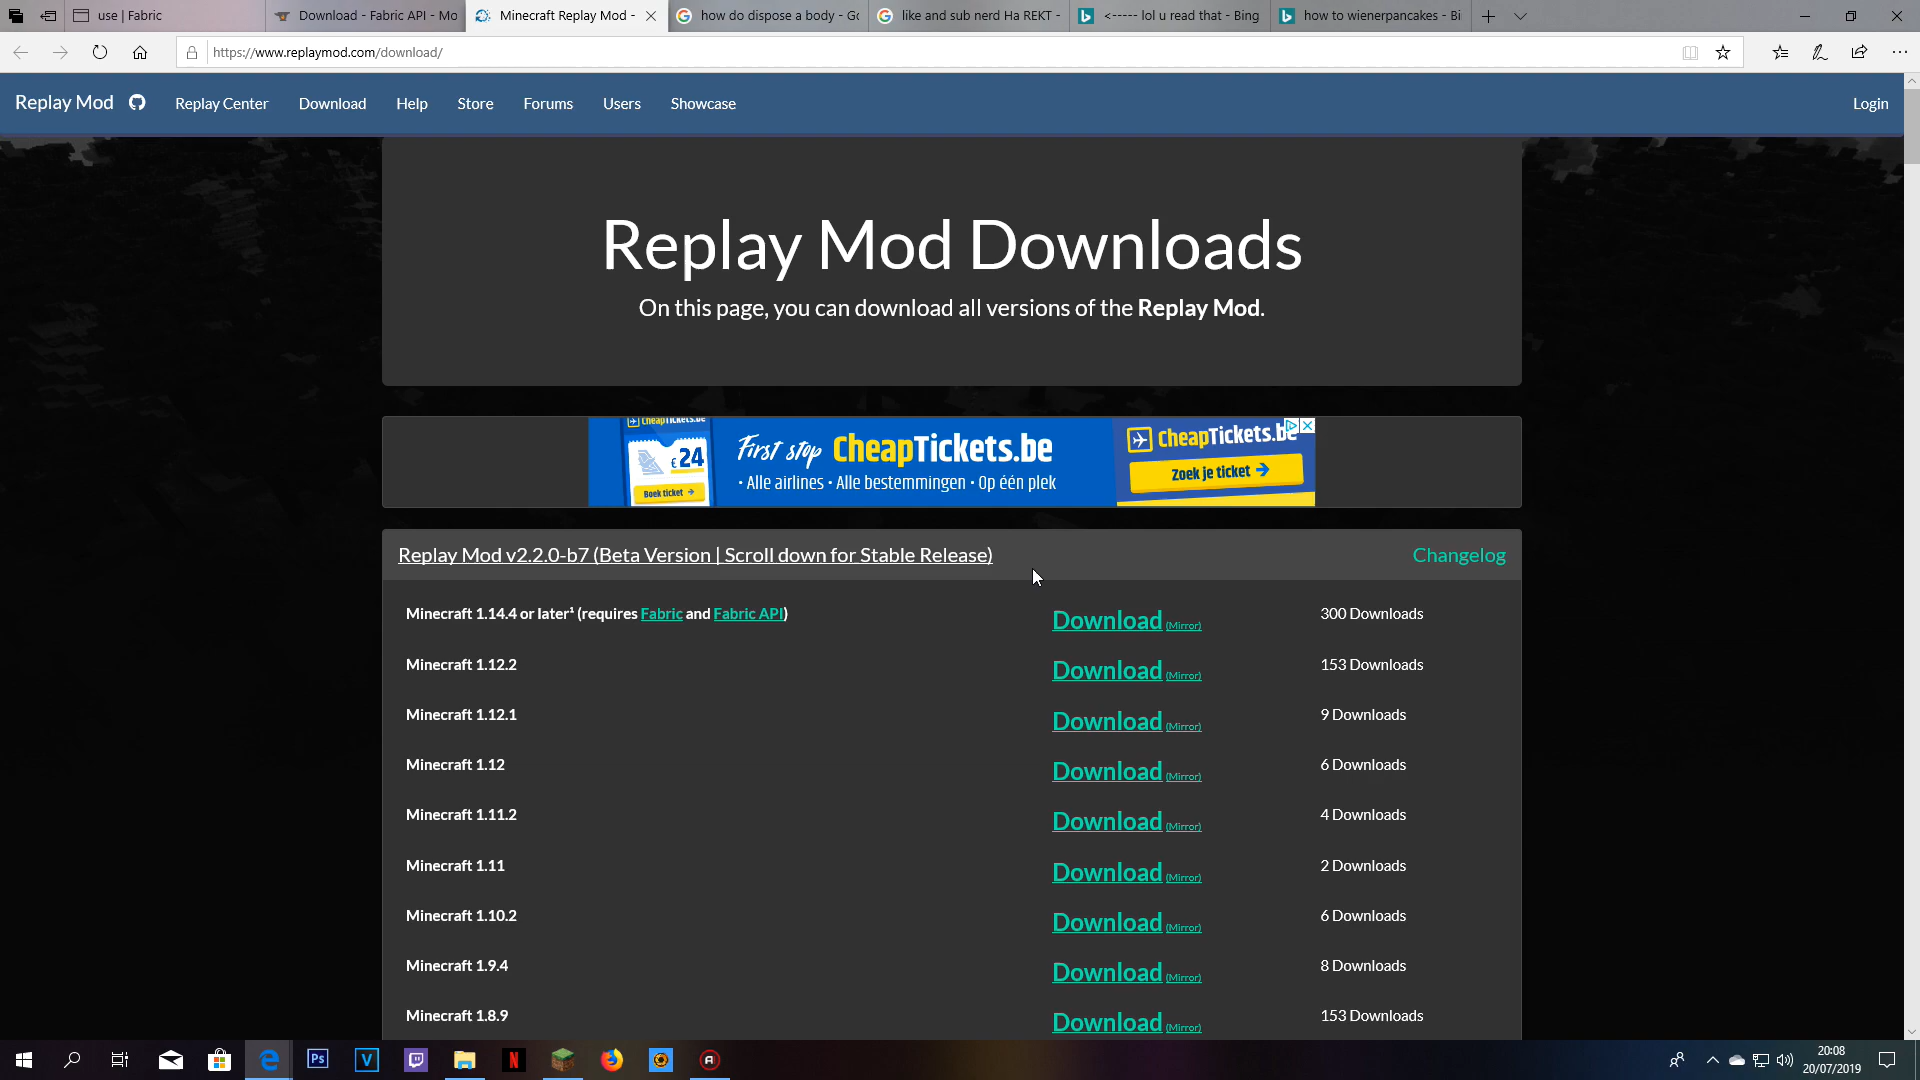 use | Fabric
Download - Fabric API - Mo
Minecraft Replay Mod -
how do dispose a body - Go
like and sub nerd Ha REKT -
<----- lol u read that - Bing
how to wienerpancakes - Bi
https://www.replaymod.com/download/
Replay Mod
Replay Center
Download
Help
Store
Forums
Users
Showcase
Login
Replay Mod Downloads
On this page, you can download all versions of the Replay Mod.
CheapTickets.be
€24
Boek ticket →
First stop CheapTickets.be
• Alle airlines • Alle bestemmingen • Op één plek
CheapTickets.be
Zoek je ticket →
Replay Mod v2.2.0-b7 (Beta Version | Scroll down for Stable Release)
Changelog
Minecraft 1.14.4 or later¹ (requires Fabric and Fabric API) Download (Mirror) 300 Downloads
Minecraft 1.12.2 Download (Mirror) 153 Downloads
Minecraft 1.12.1 Download (Mirror) 9 Downloads
Minecraft 1.12 Download (Mirror) 6 Downloads
Minecraft 1.11.2 Download (Mirror) 4 Downloads
Minecraft 1.11 Download (Mirror) 2 Downloads
Minecraft 1.10.2 Download (Mirror) 6 Downloads
Minecraft 1.9.4 Download (Mirror) 8 Downloads
Minecraft 1.8.9 Download (Mirror) 153 Downloads
Ps
V
N
20:08
20/07/2019